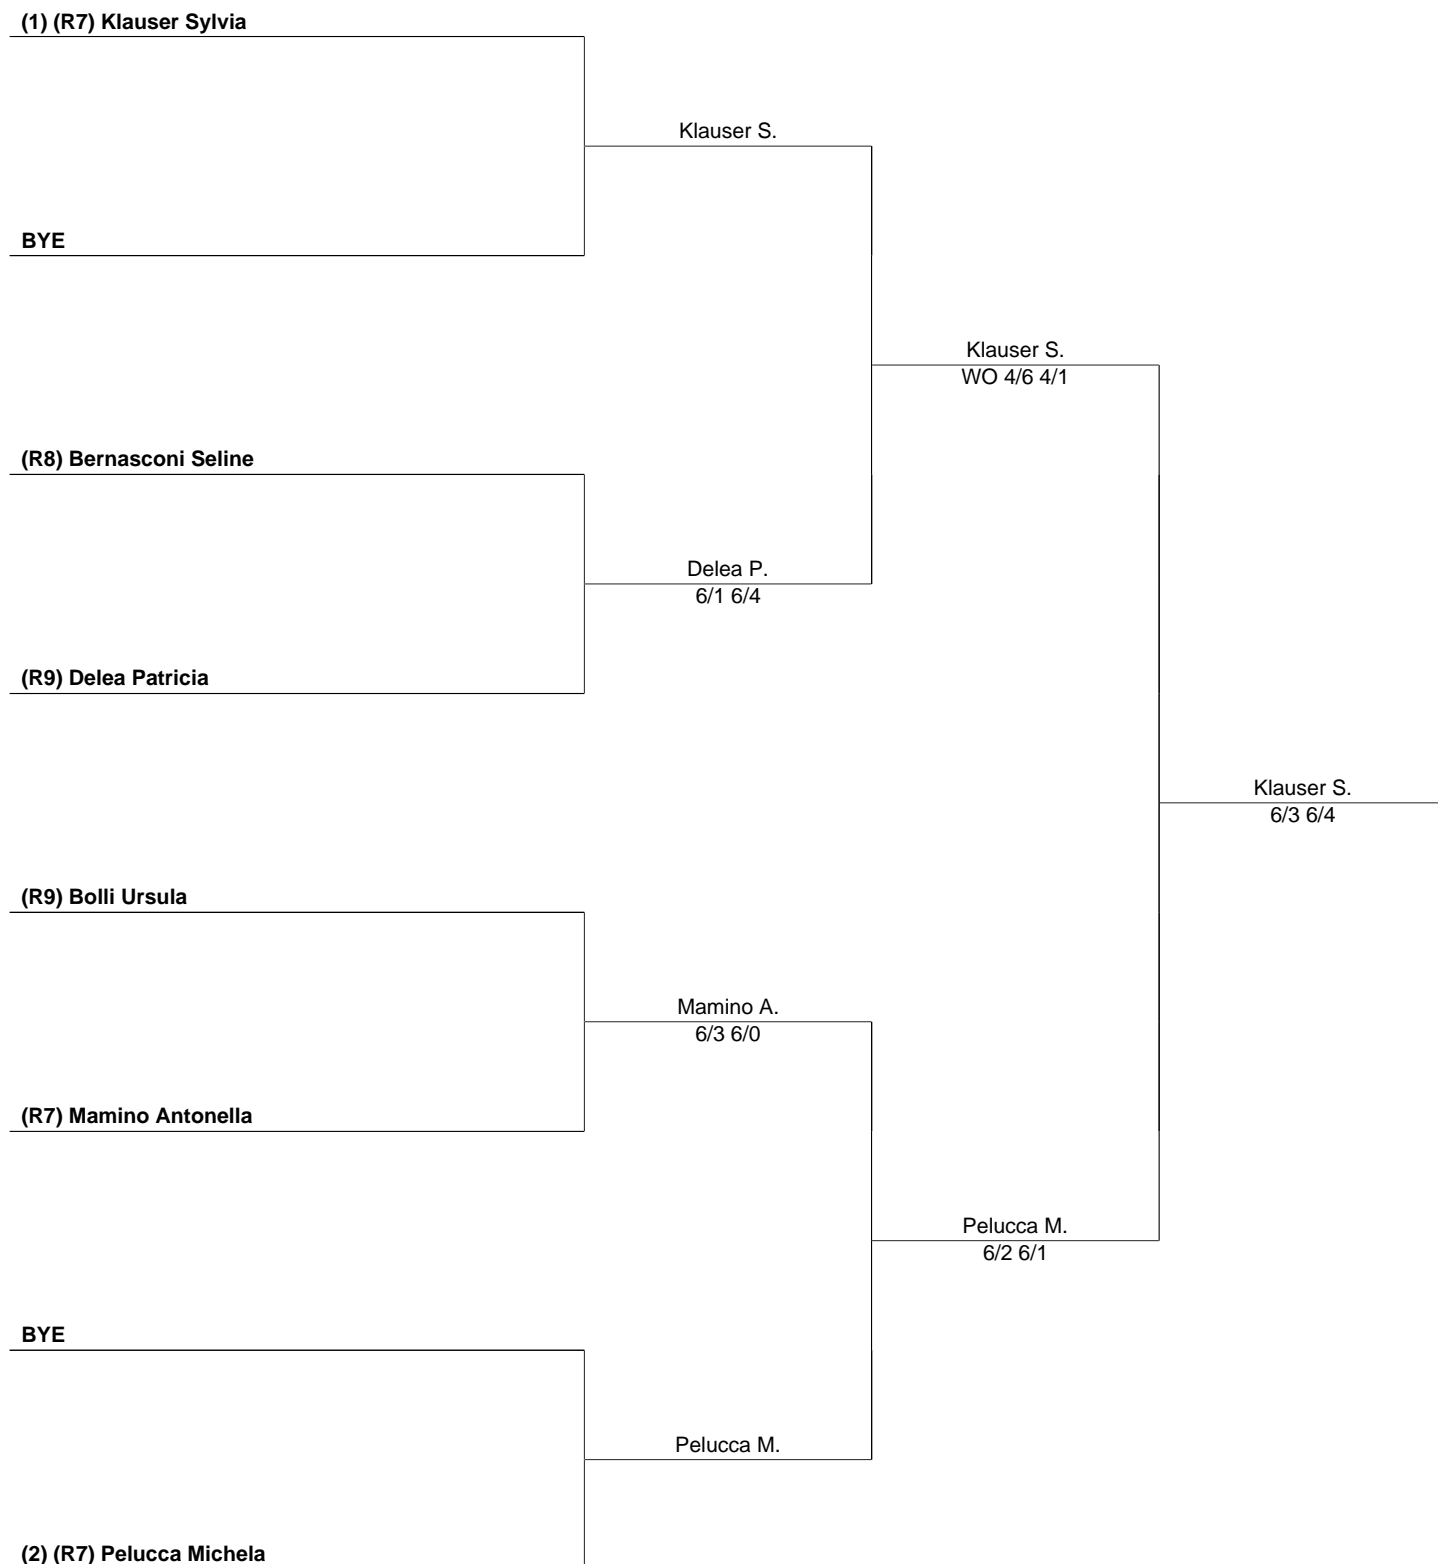 (1) (R7) Klauser Sylvia
Klauser S.
BYE
Klauser S.
WO 4/6 4/1
(R8) Bernasconi Seline
Delea P.
6/1 6/4
(R9) Delea Patricia
Klauser S.
6/3 6/4
(R9) Bolli Ursula
Mamino A.
6/3 6/0
(R7) Mamino Antonella
Pelucca M.
6/2 6/1
BYE
Pelucca M.
(2) (R7) Pelucca Michela